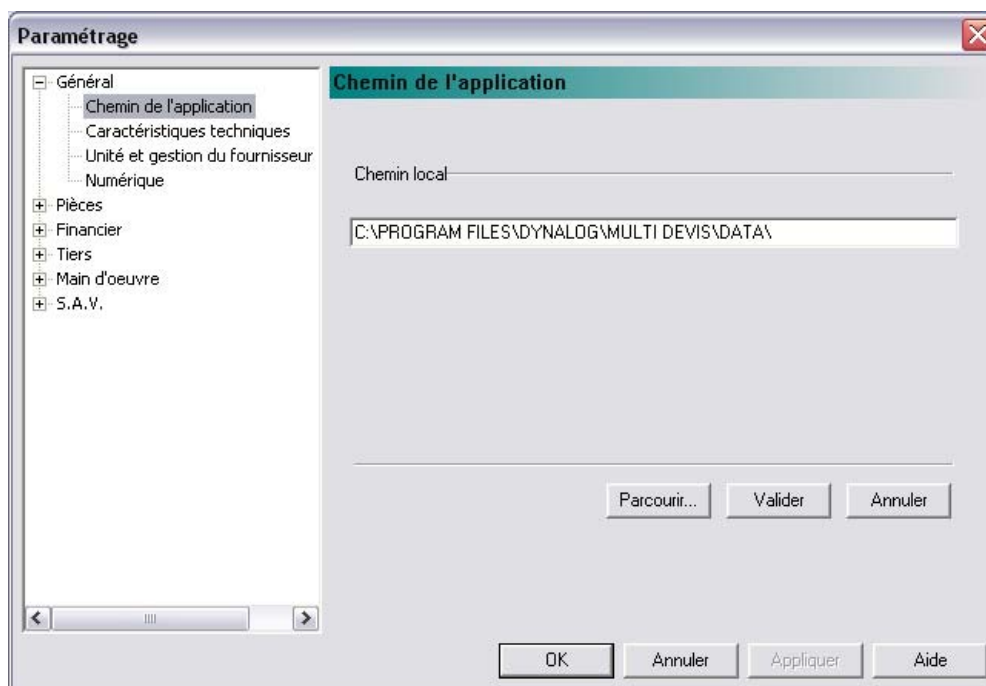 Paramétrage
Général
Chemin de l'application
Caractéristiques techniques
Unité et gestion du fournisseur
Numérique
Pièces
Financier
Tiers
Main d'oeuvre
S.A.V.
Chemin de l'application
Chemin local
C:\PROGRAM FILES\DYNALOG\MULTI DEVIS\DATA\
Parcourir... Valider Annuler
OK Annuler Appliquer Aide